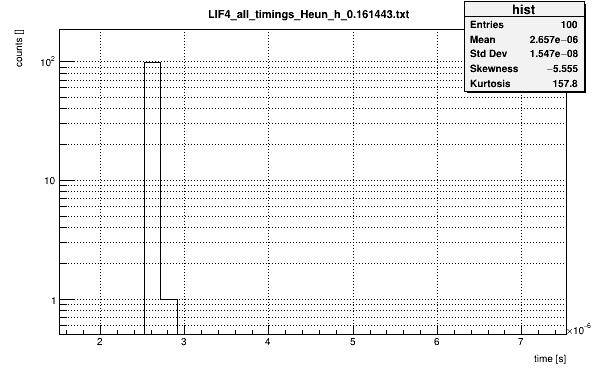 LIF4_all_timings_Heun_h_0.161443.txt
hist
Entries 100
Mean 2.657e−06
Std Dev 1.547e−08
Skewness −5.555
Kurtosis 157.8
counts []
10²
10
1
2 3 4 5 6 7
×10⁻⁶
time [s]